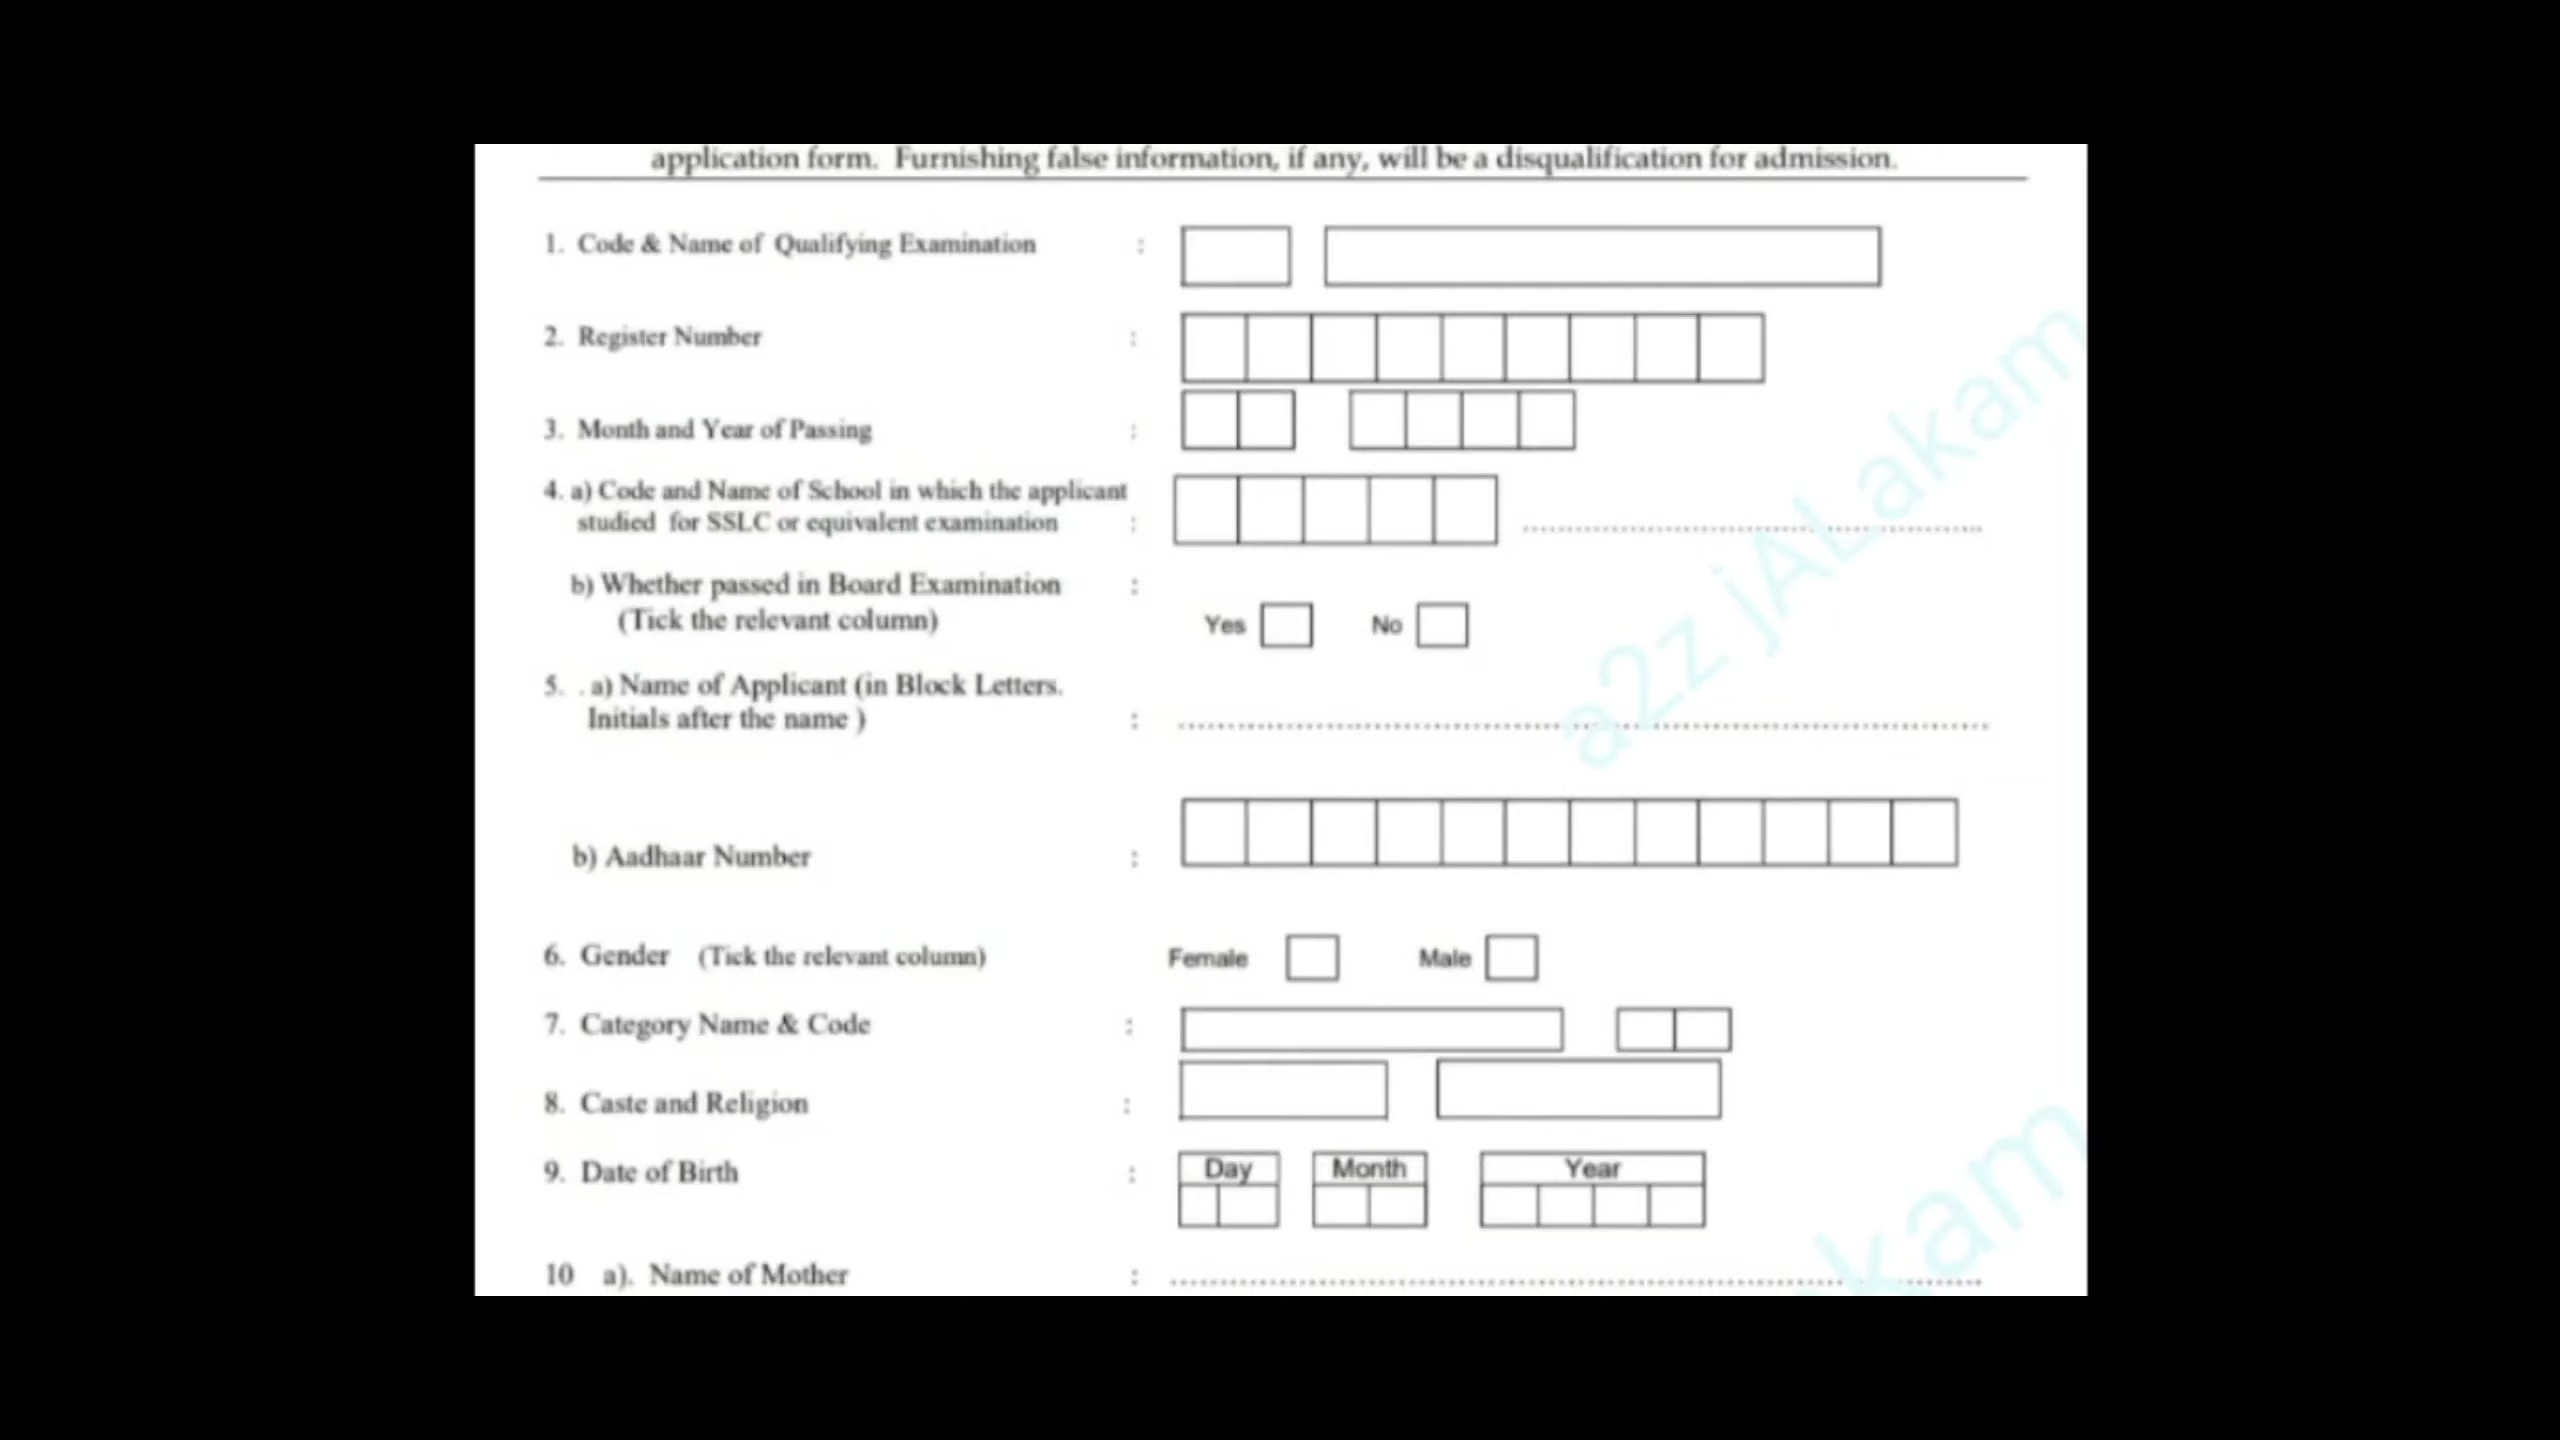 application form. Furnishing false information, if any, will be a disqualification for admission.
1. Code & Name of Qualifying Examination :
2. Register Number :
3. Month and Year of Passing :
4. a) Code and Name of School in which the applicant
studied for SSLC or equivalent examination : ........................................
b) Whether passed in Board Examination :
(Tick the relevant column) Yes No
5. . a) Name of Applicant (in Block Letters.
Initials after the name ) : ........................................
b) Aadhaar Number :
6. Gender (Tick the relevant column) Female Male
7. Category Name & Code :
8. Caste and Religion :
9. Date of Birth : Day Month Year
10 a). Name of Mother : ........................................
a2z jALakam
kam